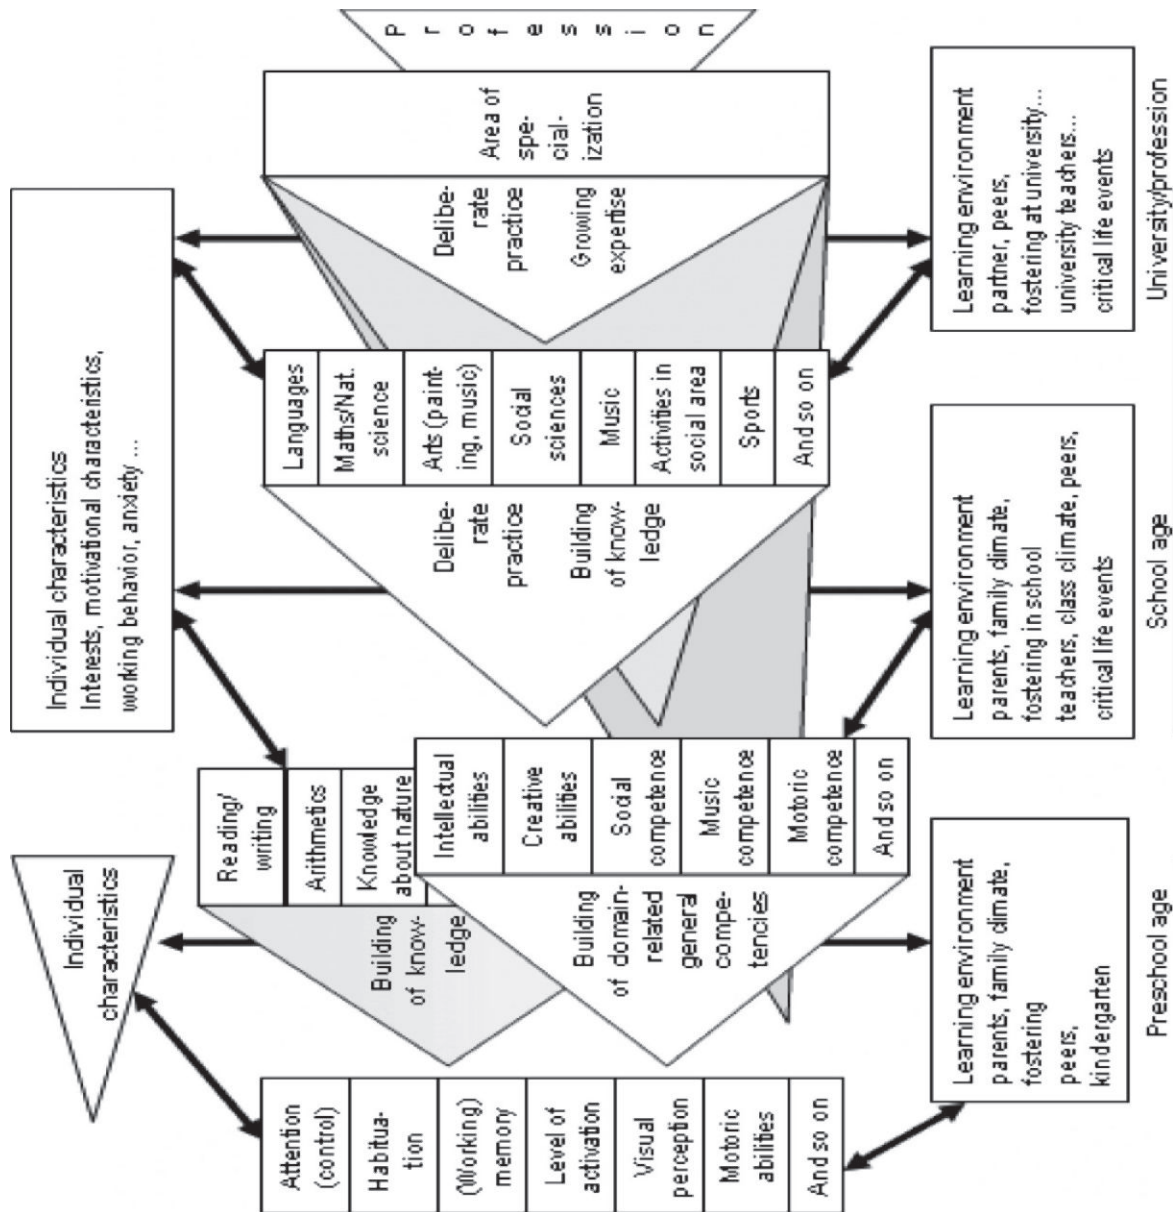 Individual
characteristics
Individual characteristics
Interests, motivational characteristics,
working behavior, anxiety ...
Attention
(control)
Habitua-
tion
(Working)
memory
Level of
activation
Visual
perception
Motoric
abilities
And so on
Building
of know-
ledge
Reading/
writing
Arithmetics
Knowledge
about nature
Building
of domain-
related
general
compe-
tencies
Intellectual
abilities
Creative
abilities
Social
competence
Music
competence
Motoric
competence
And so on
Delibe-
rate
practice
Building
of know-
ledge
Languages
Maths/Nat.
science
Arts (paint-
ing, music)
Social
sciences
Music
Activities in
social area
Sports
And so on
Delibe-
rate
practice
Growing
expertise
Area of
spe-
cial-
ization
Profession
Learning environment
parents, family climate,
fostering
peers,
kindergarten
Learning environment
parents, family climate,
fostering in school
teachers, class climate, peers,
critical life events
Learning environment
partner, peers,
fostering at university...
university teachers...
critical life events
Preschool age
School age
University/profession